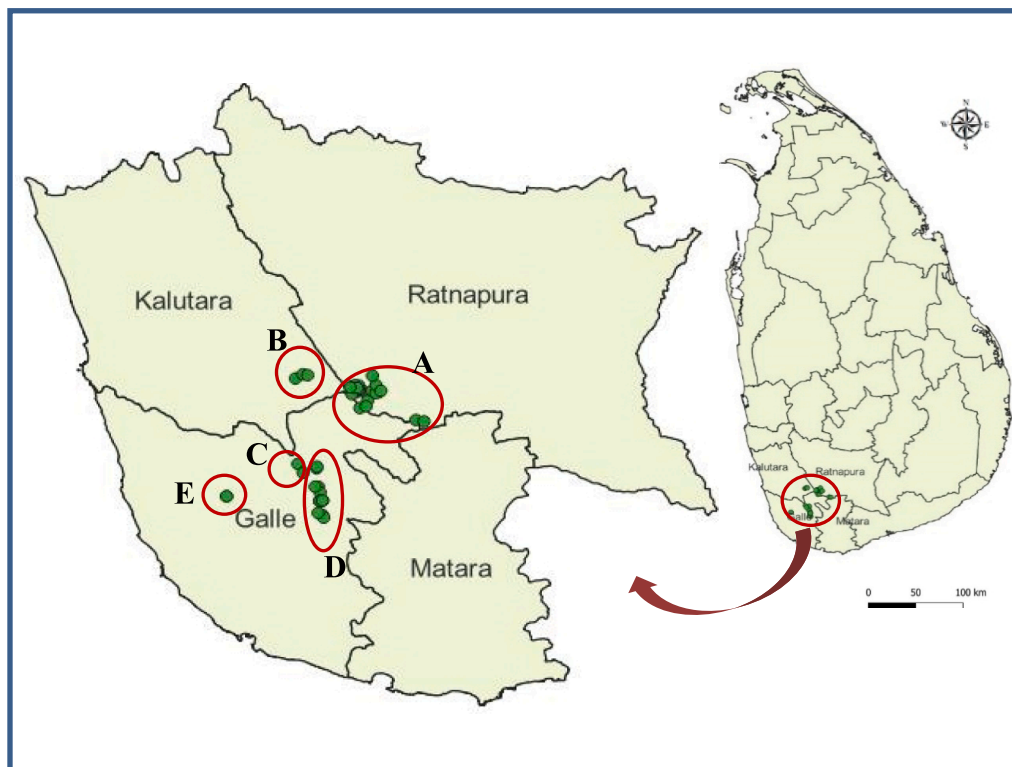 Kalutara
Ratnapura
B
A
C
E
Galle
D
Matara
N
W
E
S
Kalutara
Ratnapura
Galle
Matara
0 50 100 km